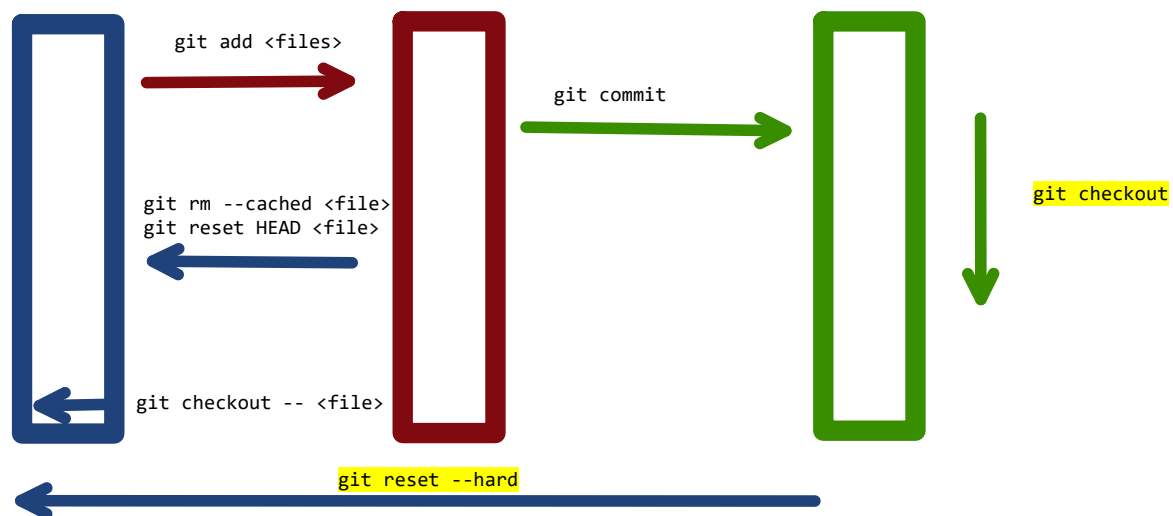 git add <files>
git commit
git rm --cached <file>
git reset HEAD <file>
git checkout
git checkout -- <file>
git reset --hard